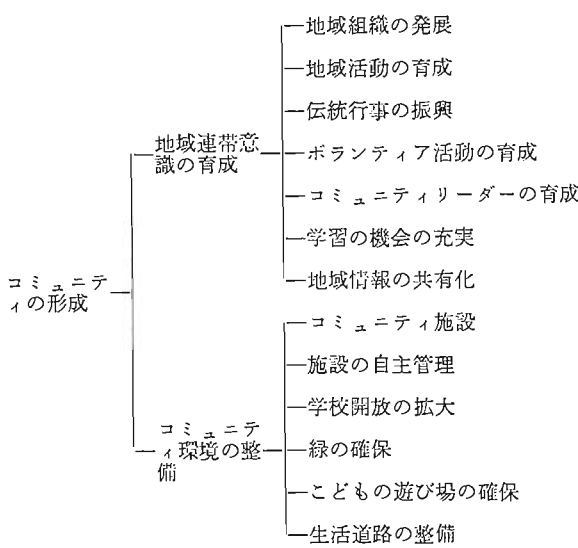 地域組織の発展
地域活動の育成
伝統行事の振興
地域連帯意
識の育成
ボランティア活動の育成
コミュニティリーダーの育成
学習の機会の充実
地域情報の共有化
コミュニテ
ィの形成
コミュニティ施設
施設の自主管理
学校開放の拡大
コミュニテ
ィ環境の整
備
緑の確保
こどもの遊び場の確保
生活道路の整備